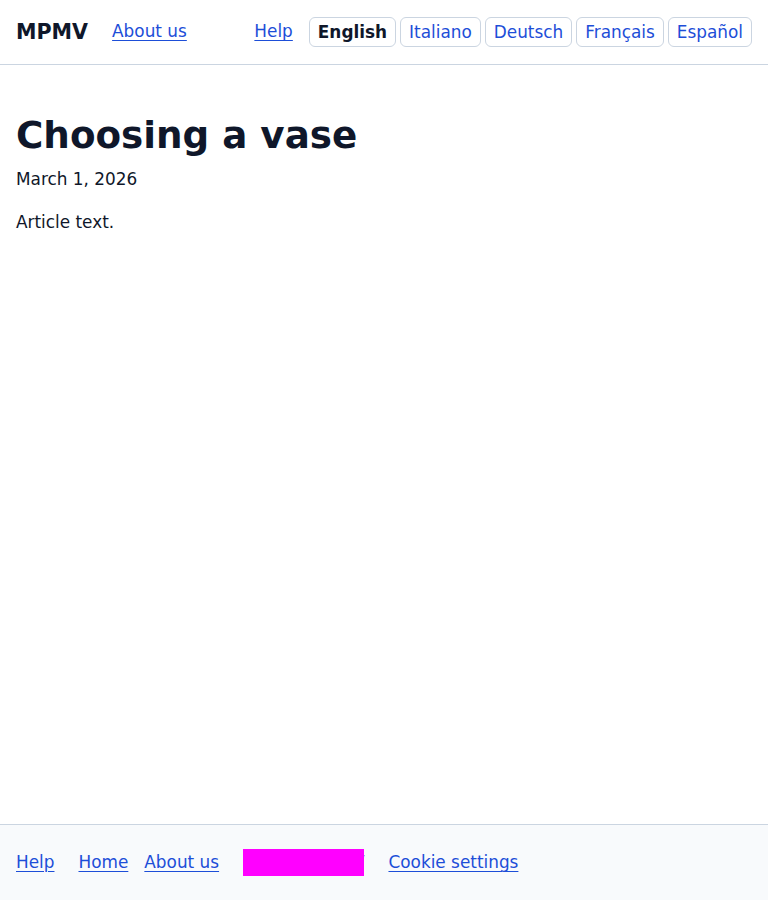 MPMV About us Help English Italiano Deutsch Français Español
Choosing a vase
March 1, 2026
Article text.
Help Home About us Cookie settings